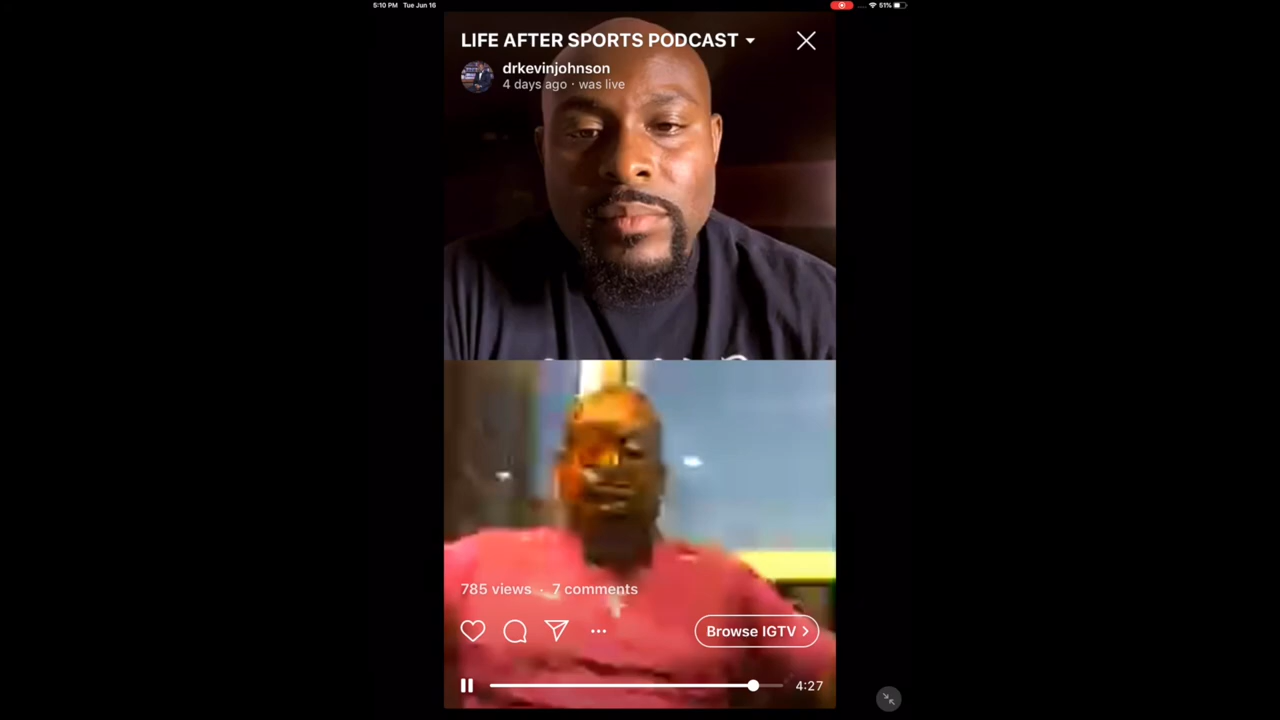 5:10 PM Tue Jun 16
51%
LIFE AFTER SPORTS PODCAST
drkevinjohnson
4 days ago · was live
785 views · 7 comments
Browse IGTV
4:27